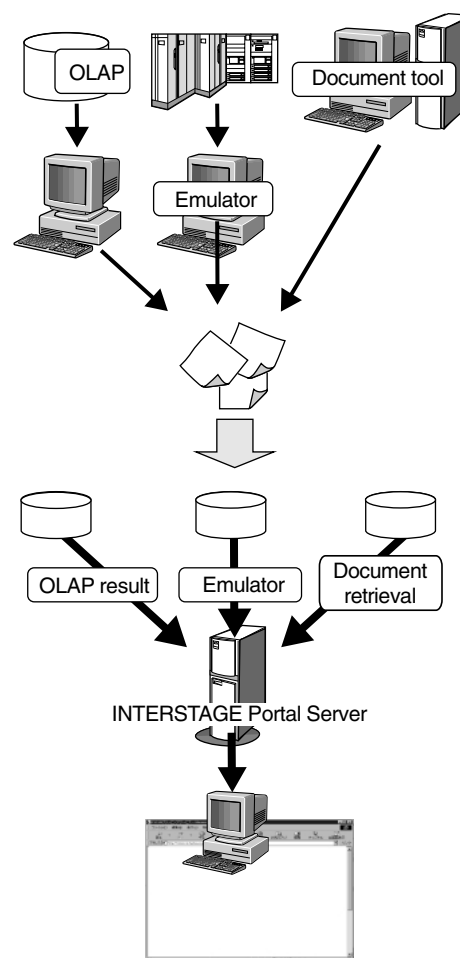 OLAP
Document tool
Emulator
OLAP result
Emulator
Document
retrieval
INTERSTAGE Portal Server